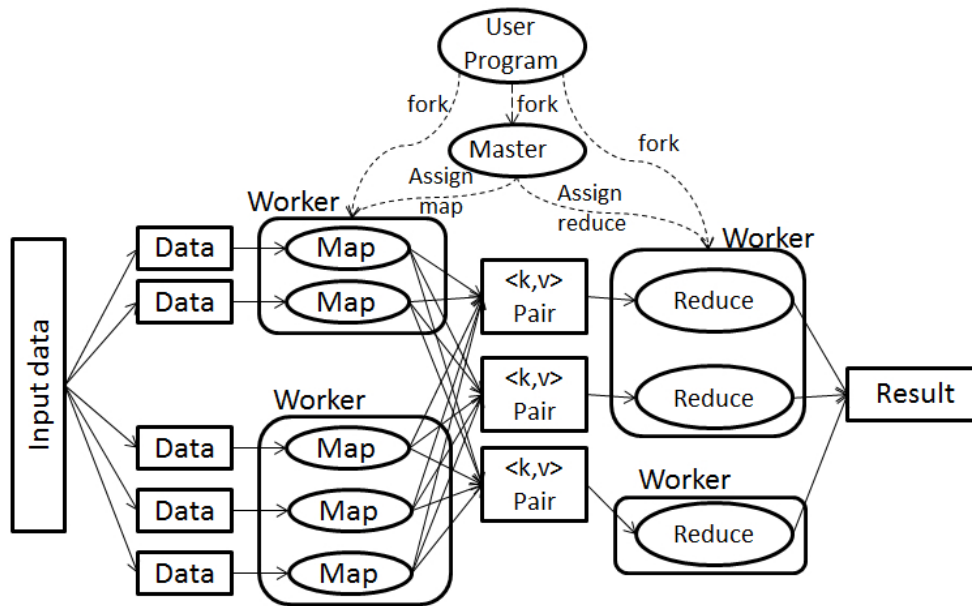 User
Program
fork
fork
fork
Master
Assign
map
Assign
reduce
Worker
Worker
Input data
Data
Map
Data
Map
<k,v>
Pair
Reduce
Worker
Data
Map
Data
Map
Data
Map
<k,v>
Pair
Reduce
<k,v>
Pair
Worker
Reduce
Result